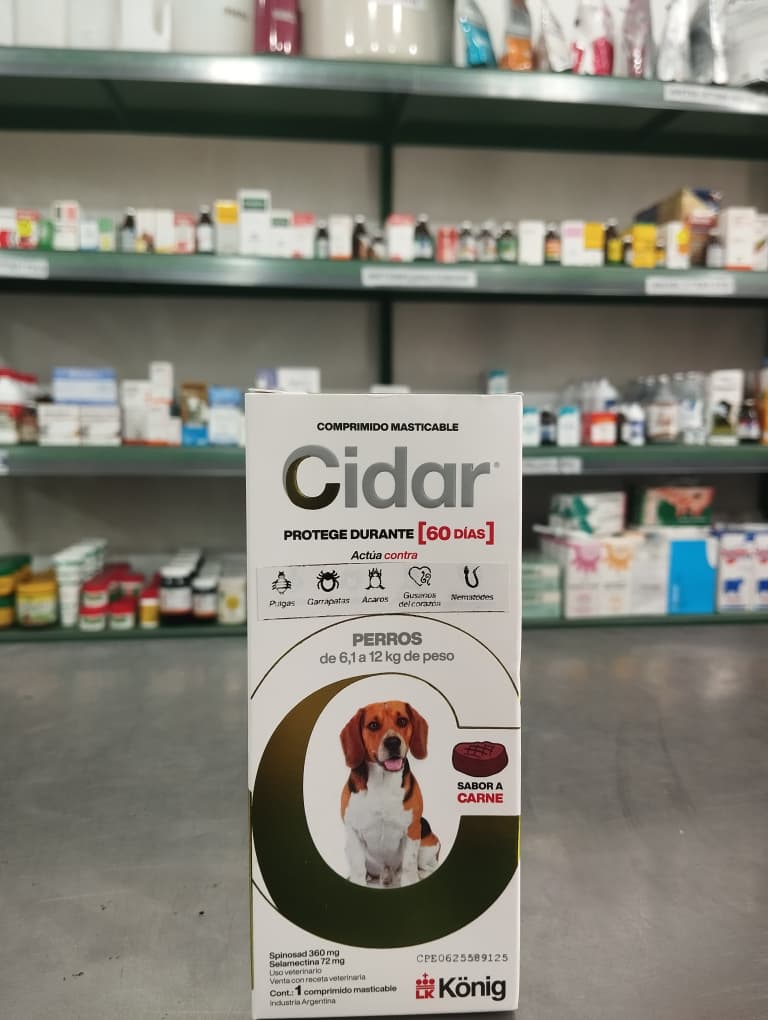 COMPRIMIDO MASTICABLE
Cidar®
PROTEGE DURANTE [60 DÍAS]
Actúa contra
Pulgas Garrapatas Ácaros Gusanos del corazón Nematodes
PERROS
de 6,1 a 12 kg de peso
SABOR A
CARNE
Spinosad 360 mg
Selamectina 72 mg
Uso veterinario
Venta con receta veterinaria
Cont.: 1 comprimido masticable
Industria Argentina
CPE0625589125
LK König